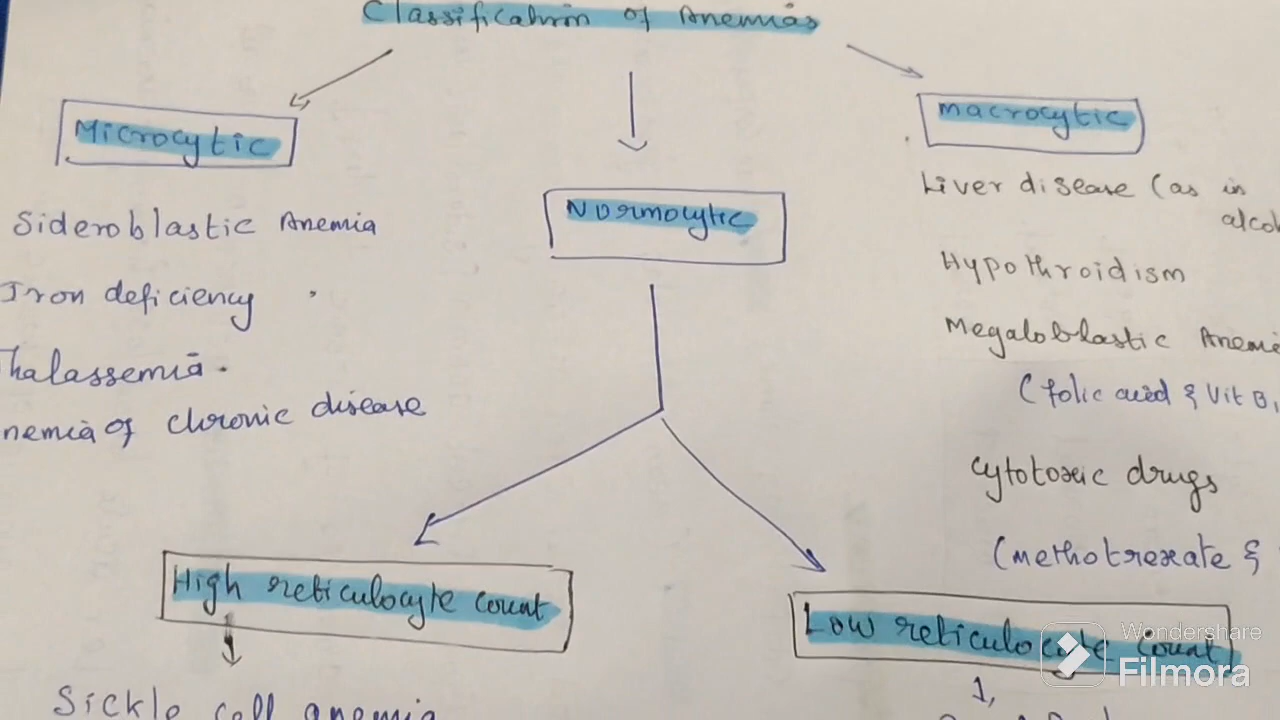 Classification of Anemias
Microcytic
Sideroblastic Anemia
Iron deficiency
Thalassemia.
nemia of chronic disease
Normocytic
macrocytic
Liver disease (as in
alco
Hypothroidism
Megaloblastic Anemi
(folic acid & Vit B,
cytotoxic drugs
(methotrexate &
High reticulocyte count
Sickle cell anemia
Low reticulocyte count)
1,
Wondershare
Filmora